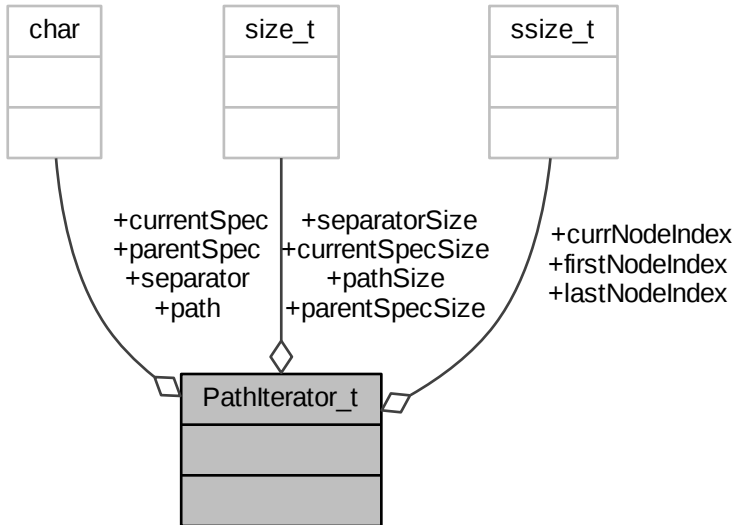 char
size_t
ssize_t
+currentSpec
+parentSpec
+separator
+path
+separatorSize
+currentSpecSize
+pathSize
+parentSpecSize
+currNodeIndex
+firstNodeIndex
+lastNodeIndex
PathIterator_t